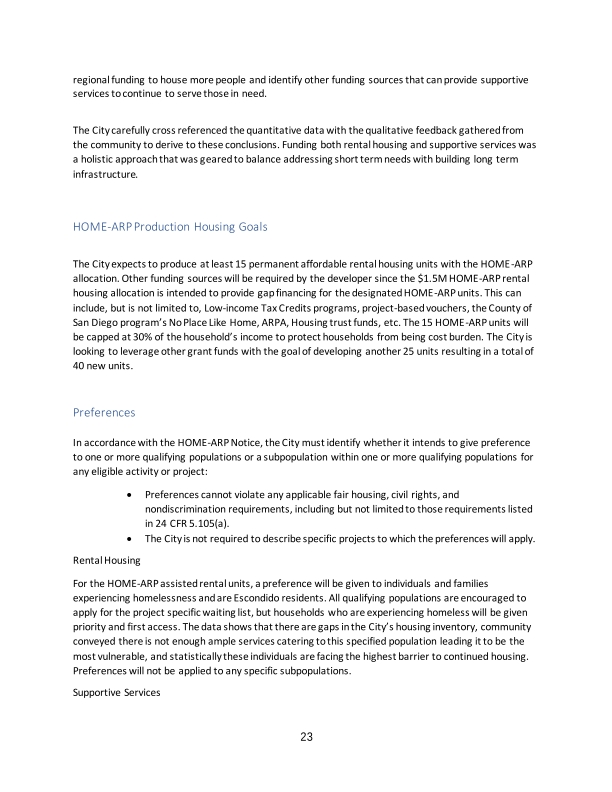 regional funding to house more people and identify other funding sources that can provide supportive
services to continue to serve those in need.
The City carefully cross referenced the quantitative data with the qualitative feedback gathered from
the community to derive to these conclusions. Funding both rental housing and supportive services was
a holistic approach that was geared to balance addressing short term needs with building long term
infrastructure.
HOME-ARP Production Housing Goals
The City expects to produce at least 15 permanent affordable rental housing units with the HOME-ARP
allocation. Other funding sources will be required by the developer since the $1.5M HOME-ARP rental
housing allocation is intended to provide gap financing for the designated HOME-ARP units. This can
include, but is not limited to, Low-income Tax Credits programs, project-based vouchers, the County of
San Diego program’s No Place Like Home, ARPA, Housing trust funds, etc. The 15 HOME-ARP units will
be capped at 30% of the household’s income to protect households from being cost burden. The City is
looking to leverage other grant funds with the goal of developing another 25 units resulting in a total of
40 new units.
Preferences
In accordance with the HOME-ARP Notice, the City must identify whether it intends to give preference
to one or more qualifying populations or a subpopulation within one or more qualifying populations for
any eligible activity or project:
• Preferences cannot violate any applicable fair housing, civil rights, and
nondiscrimination requirements, including but not limited to those requirements listed
in 24 CFR 5.105(a).
• The City is not required to describe specific projects to which the preferences will apply.
Rental Housing
For the HOME-ARP assisted rental units, a preference will be given to individuals and families
experiencing homelessness and are Escondido residents. All qualifying populations are encouraged to
apply for the project specific waiting list, but households who are experiencing homeless will be given
priority and first access. The data shows that there are gaps in the City’s housing inventory, community
conveyed there is not enough ample services catering to this specified population leading it to be the
most vulnerable, and statistically these individuals are facing the highest barrier to continued housing.
Preferences will not be applied to any specific subpopulations.
Supportive Services
23